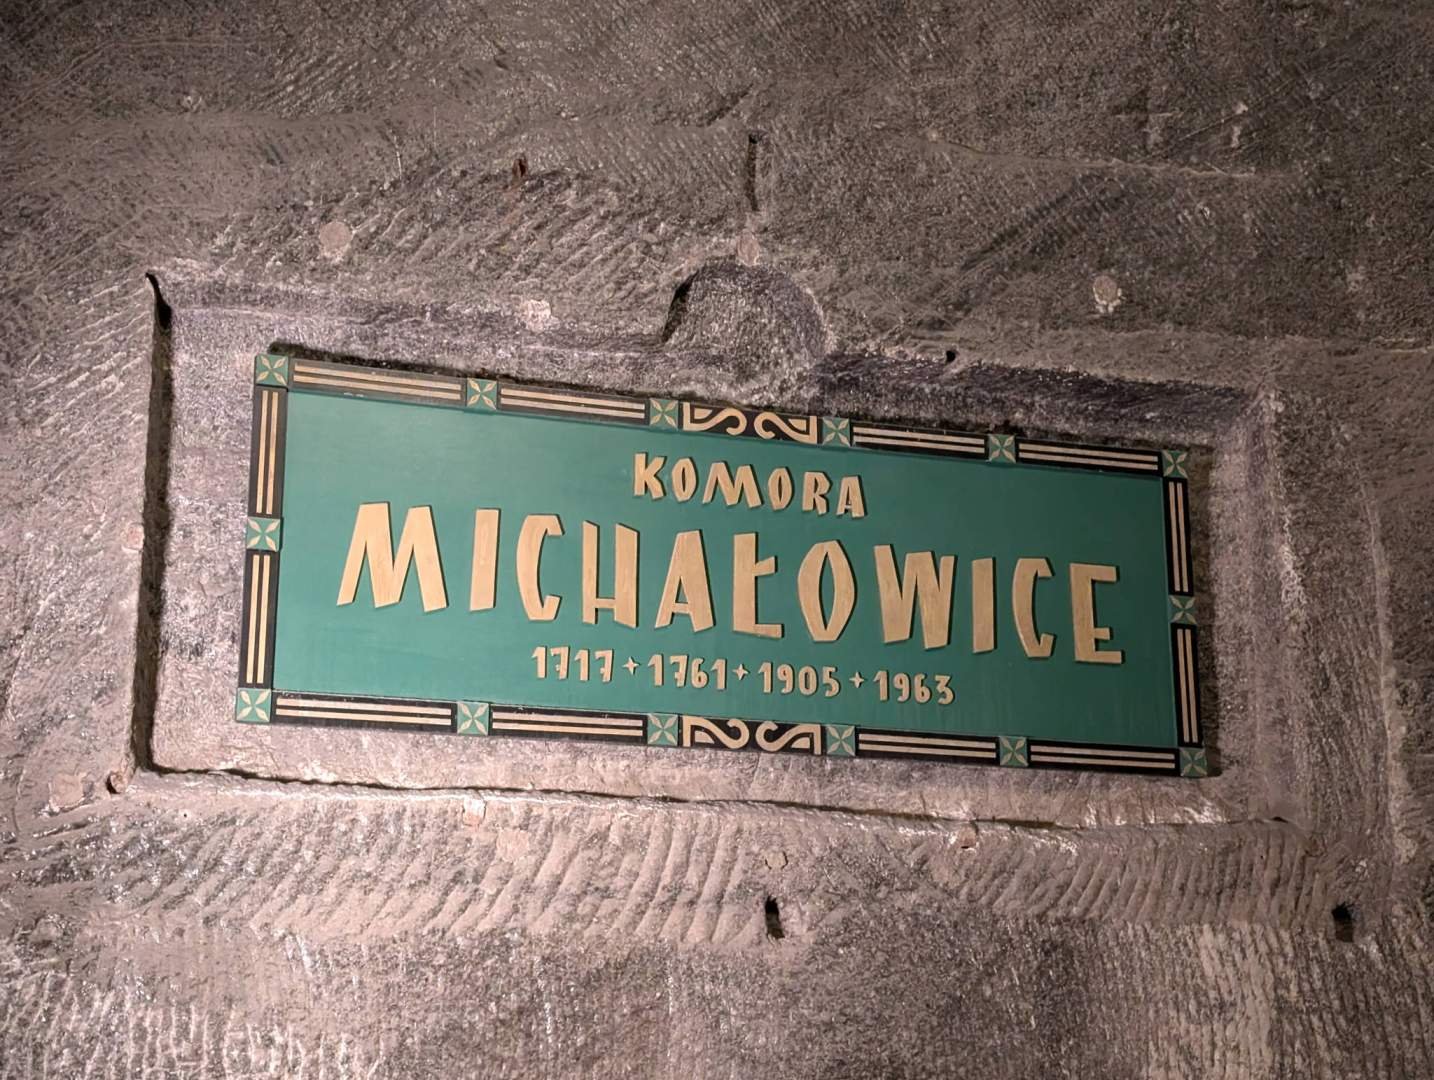 KOMORA
MICHAŁOWICE
1717 + 1761 + 1905 + 1963